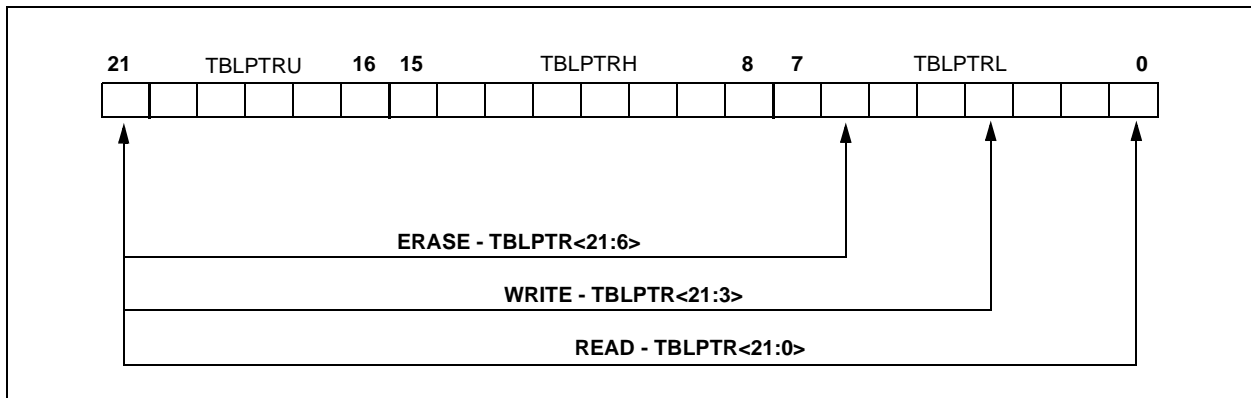 21 TBLPTRU 16 15 TBLPTRH 8 7 TBLPTRL 0
ERASE - TBLPTR<21:6>
WRITE - TBLPTR<21:3>
READ - TBLPTR<21:0>